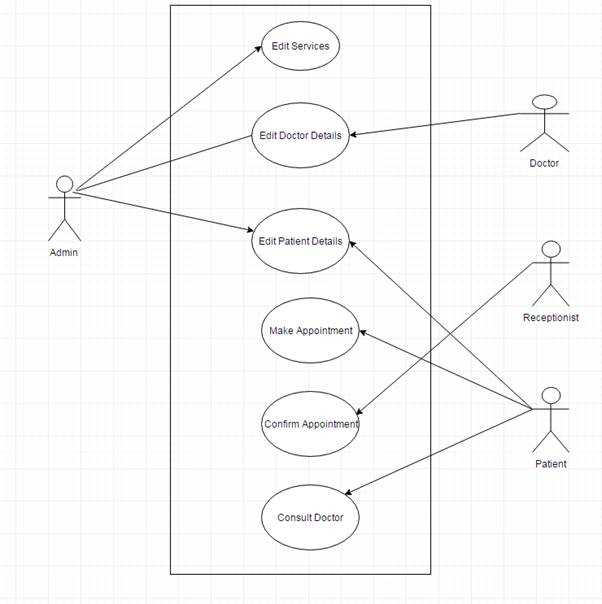 Edit Services
Edit Doctor Details
Doctor
Admin
Edit Patient Details
Receptionist
Make Appointment
Confirm Appointment
Patient
Consult Doctor